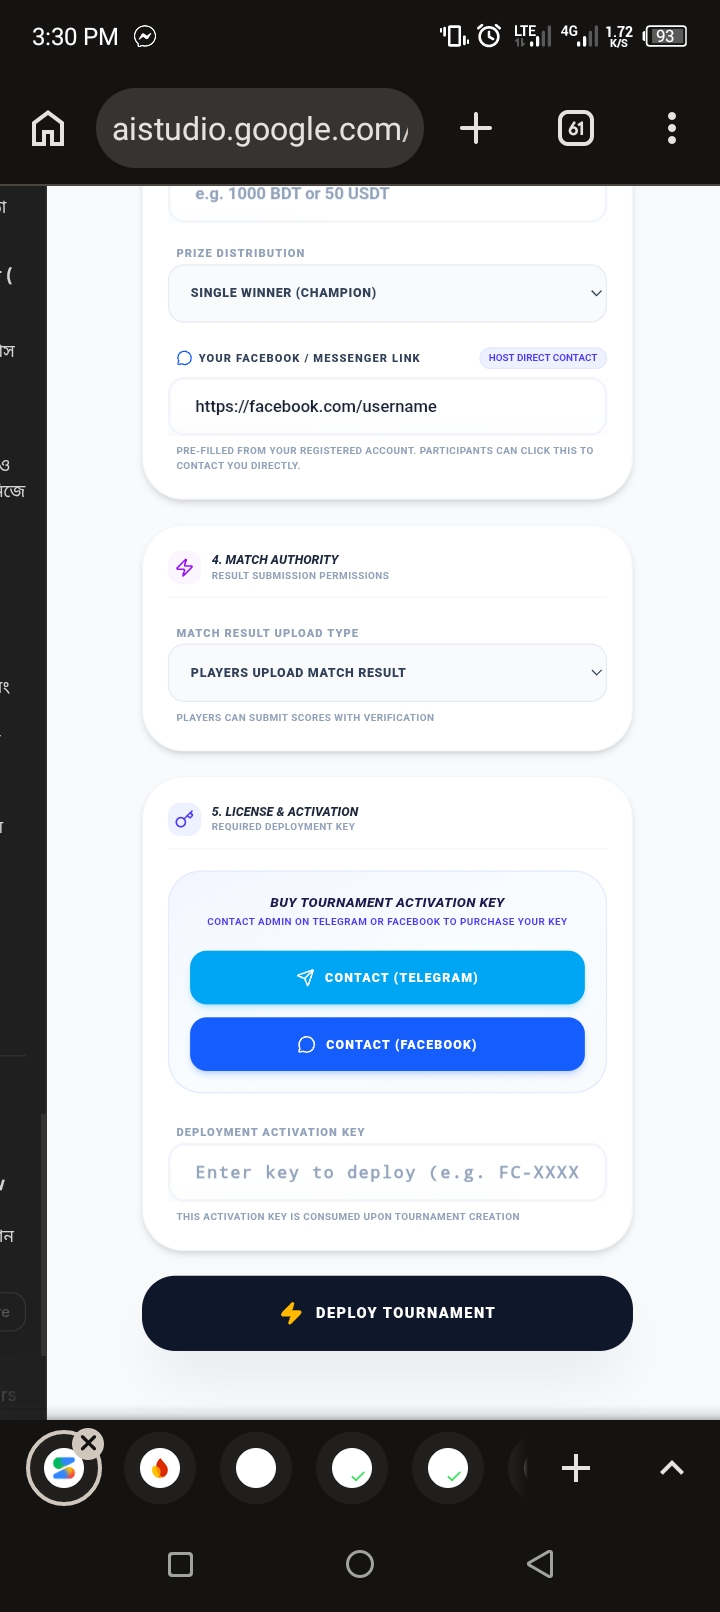 3:30 PM
LTE 4G 1.72 K/S 93
aistudio.google.com/
61
e.g. 1000 BDT or 50 USDT
PRIZE DISTRIBUTION
SINGLE WINNER (CHAMPION)
YOUR FACEBOOK / MESSENGER LINK
HOST DIRECT CONTACT
https://facebook.com/username
PRE-FILLED FROM YOUR REGISTERED ACCOUNT. PARTICIPANTS CAN CLICK THIS TO
CONTACT YOU DIRECTLY.
4. MATCH AUTHORITY
RESULT SUBMISSION PERMISSIONS
MATCH RESULT UPLOAD TYPE
PLAYERS UPLOAD MATCH RESULT
PLAYERS CAN SUBMIT SCORES WITH VERIFICATION
5. LICENSE & ACTIVATION
REQUIRED DEPLOYMENT KEY
BUY TOURNAMENT ACTIVATION KEY
CONTACT ADMIN ON TELEGRAM OR FACEBOOK TO PURCHASE YOUR KEY
CONTACT (TELEGRAM)
CONTACT (FACEBOOK)
DEPLOYMENT ACTIVATION KEY
Enter key to deploy (e.g. FC-XXXX
THIS ACTIVATION KEY IS CONSUMED UPON TOURNAMENT CREATION
DEPLOY TOURNAMENT